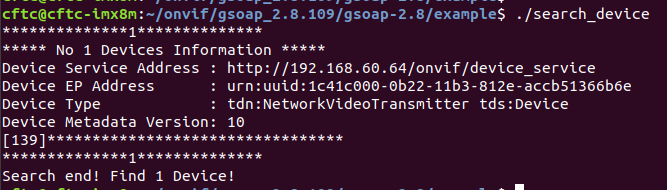 cftc@cftc-imx8m:~/onvif/gsoap_2.8.109/gsoap-2.8/example$ ./search_device
**************1**************
***** No 1 Devices Information *****
Device Service Address : http://192.168.60.64/onvif/device_service
Device EP Address : urn:uuid:1c41c000-0b22-11b3-812e-accb51366b6e
Device Type : tdn:NetworkVideoTransmitter tds:Device
Device Metadata Version: 10
[139]*********************************
**************1**************
Search end! Find 1 Device!